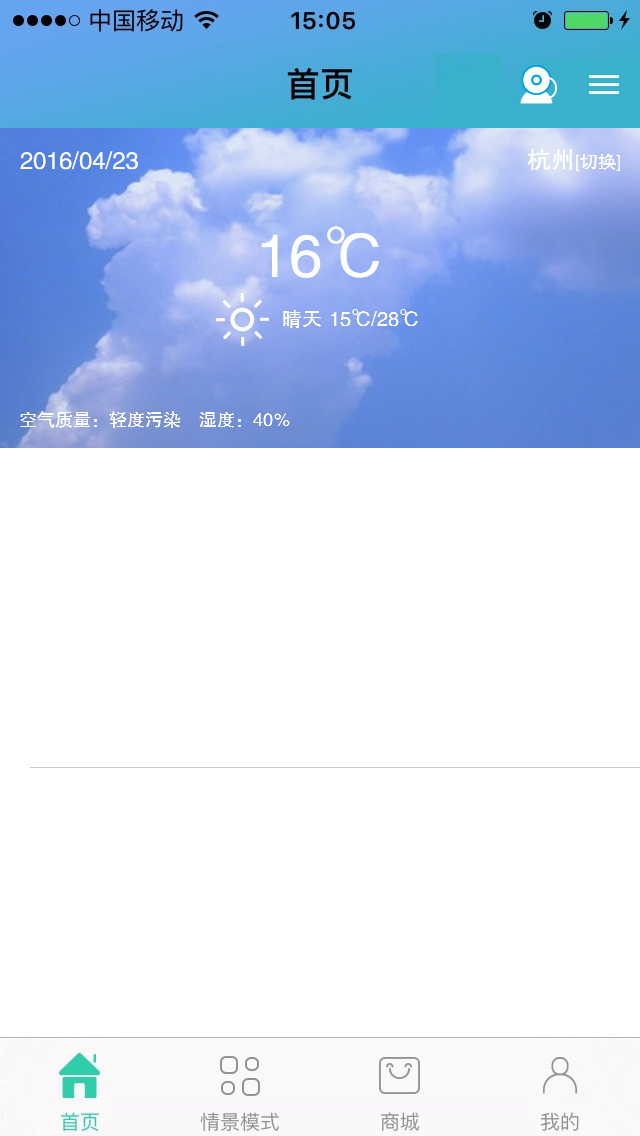 中国移动 15:05
首页
2016/04/23 杭州[切换]
16℃
晴天 15℃/28℃
空气质量：轻度污染 湿度：40%
首页 情景模式 商城 我的